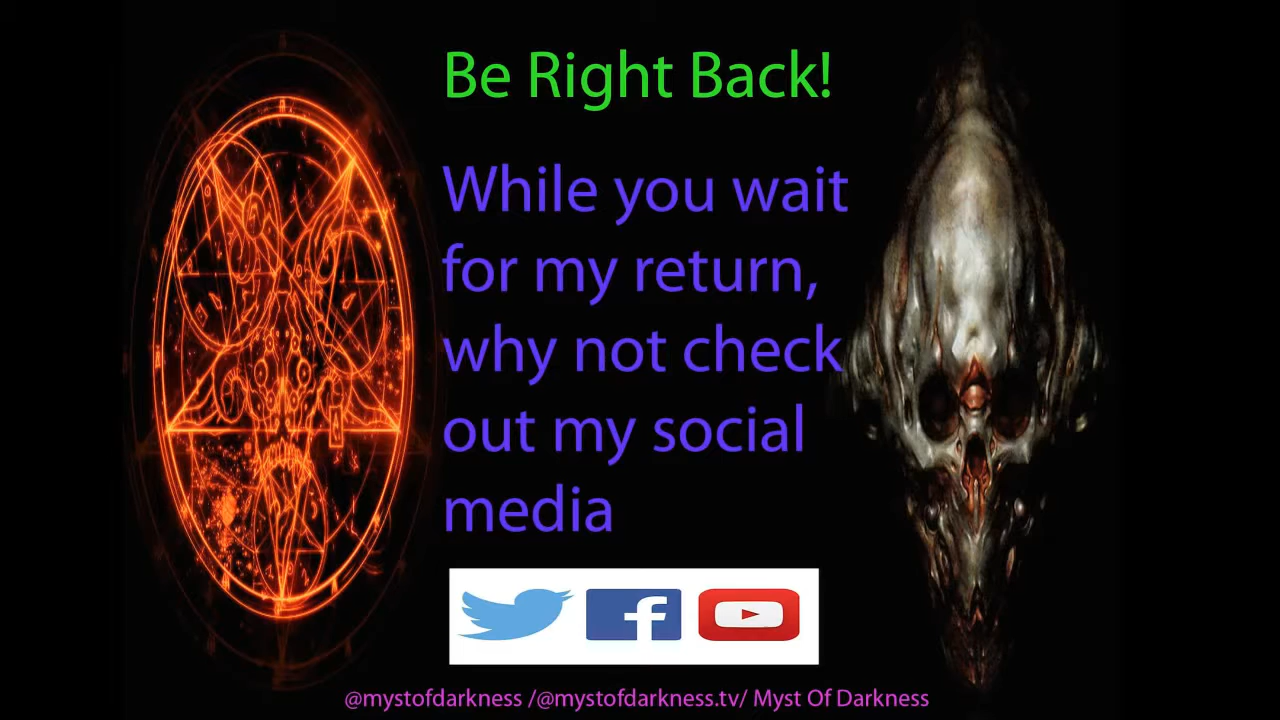 Be Right Back!
While you wait
for my return,
why not check
out my social
media
@mystofdarkness /@mystofdarkness.tv/ Myst Of Darkness